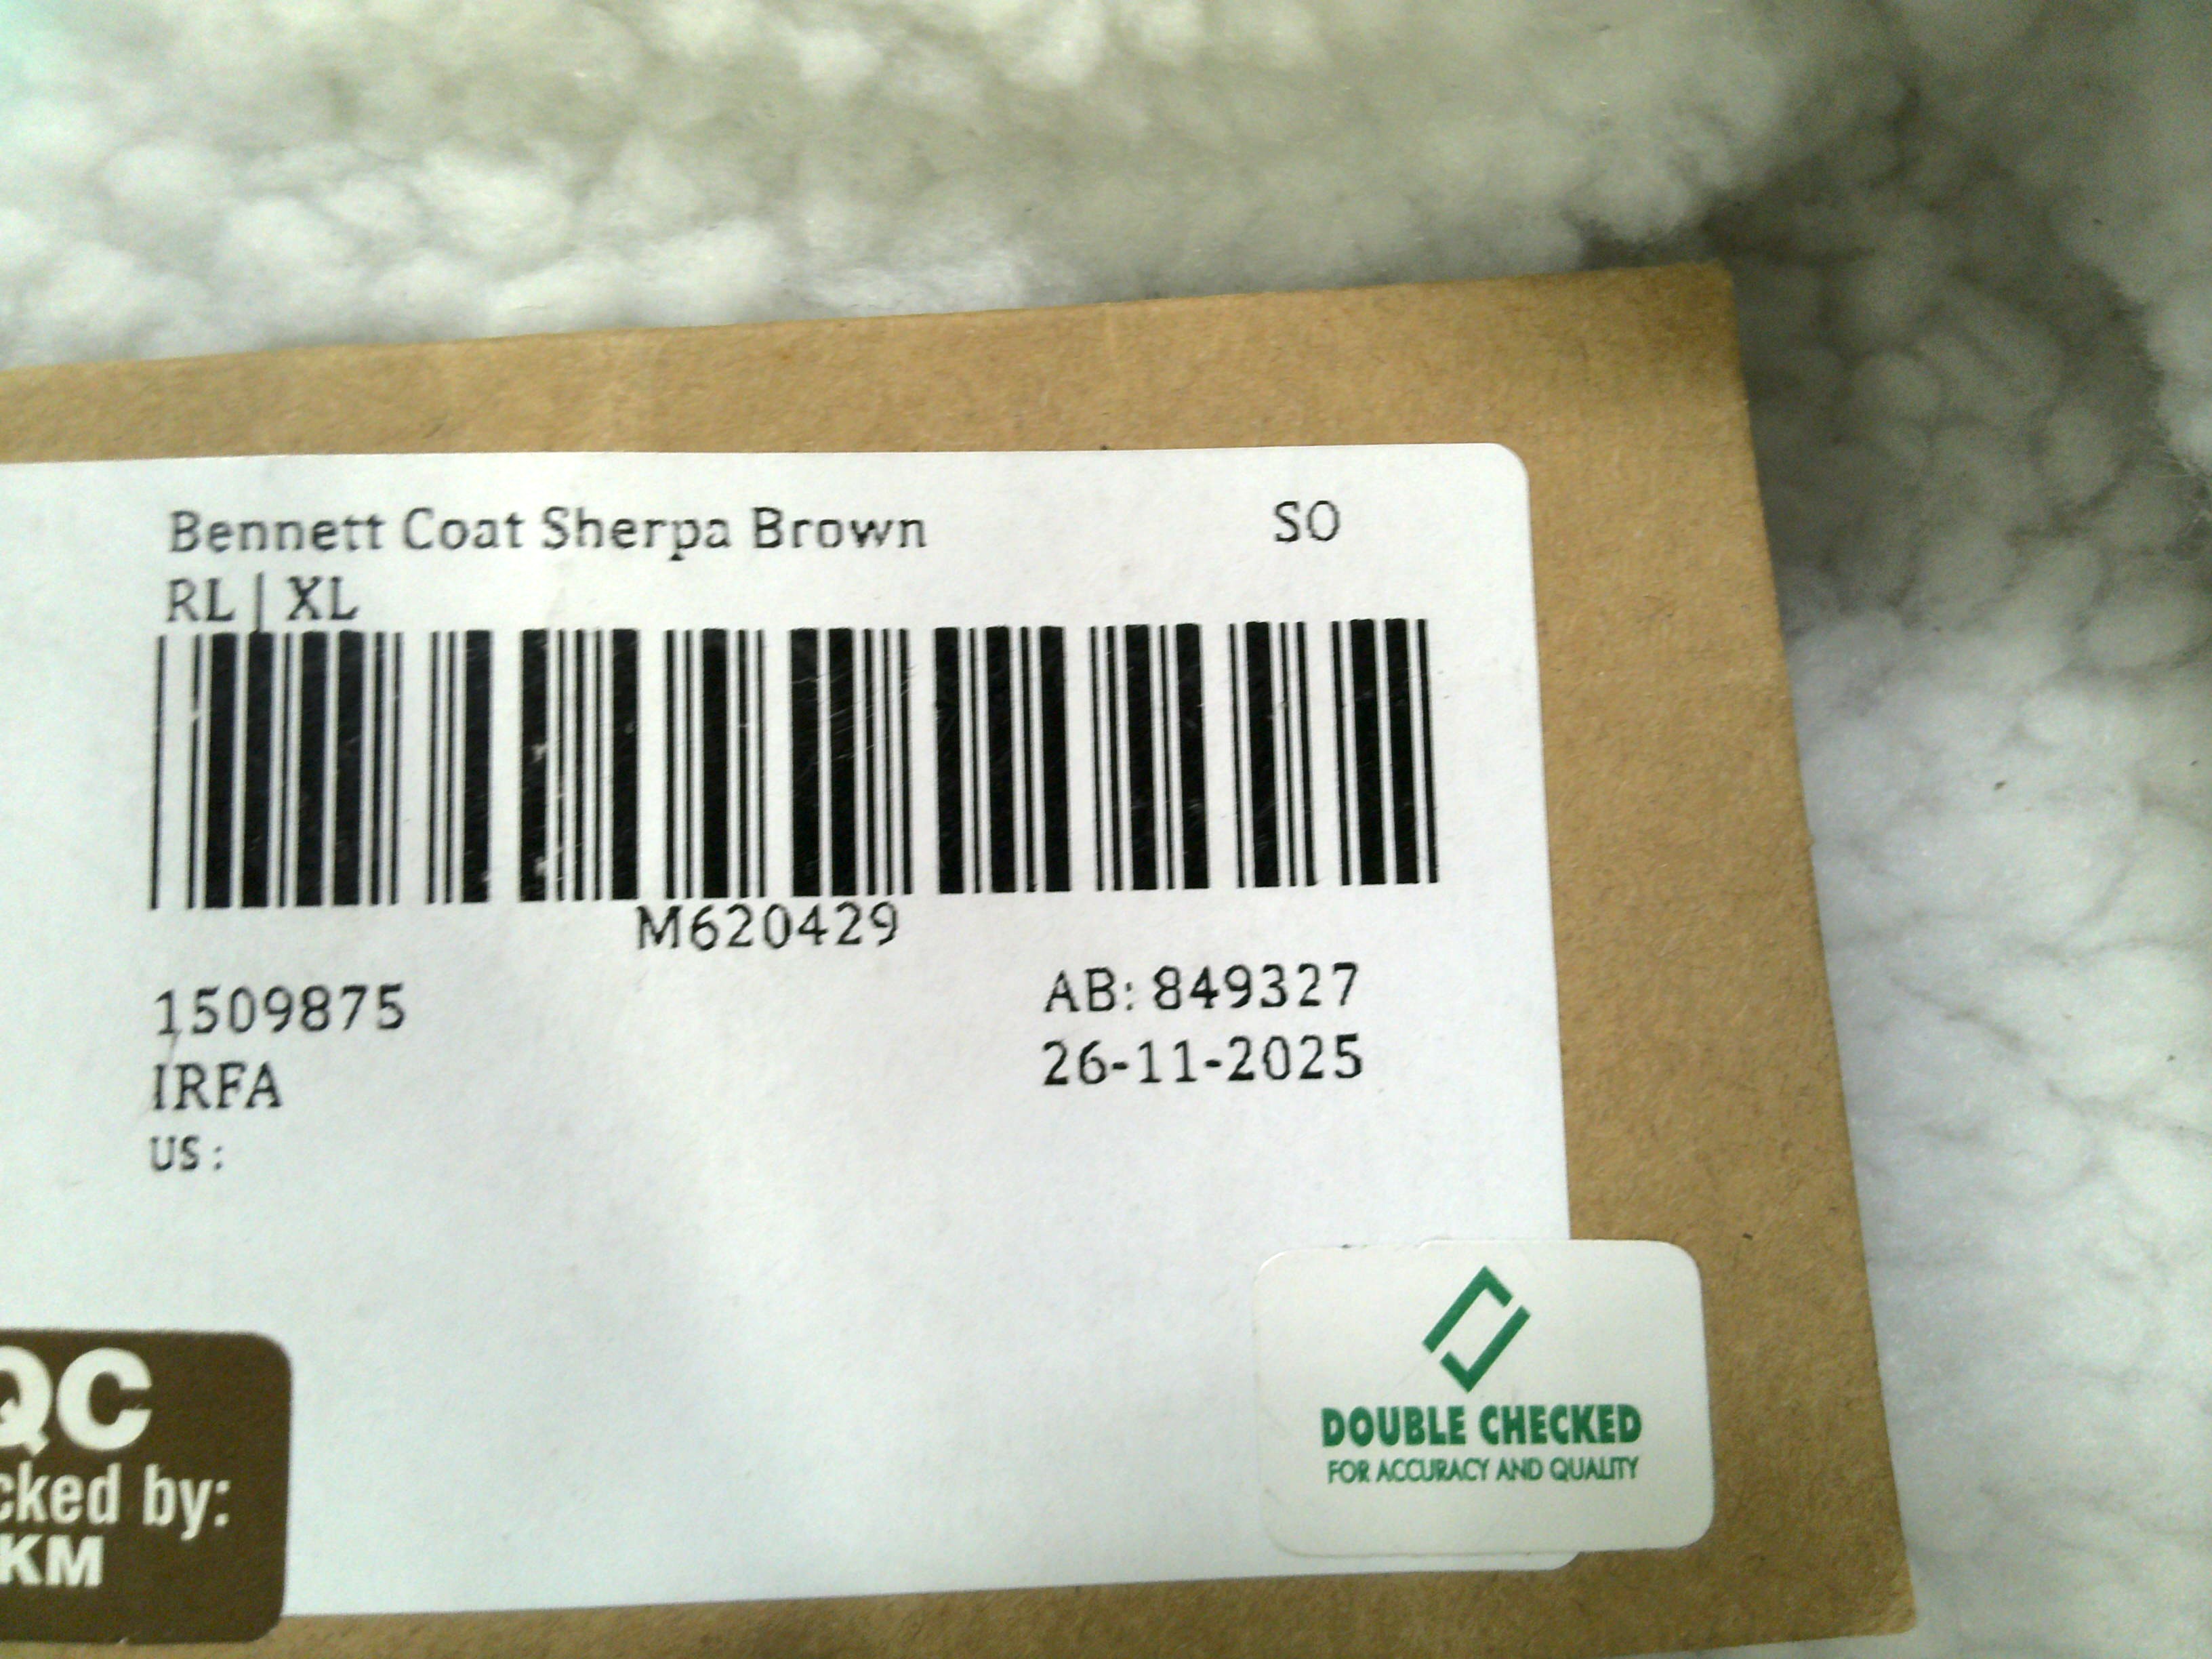 Bennett Coat Sherpa Brown SO
RL | XL
M620429
1509875 AB: 849327
IRFA 26-11-2025
US :
QC
cked by:
KM
DOUBLE CHECKED
FOR ACCURACY AND QUALITY